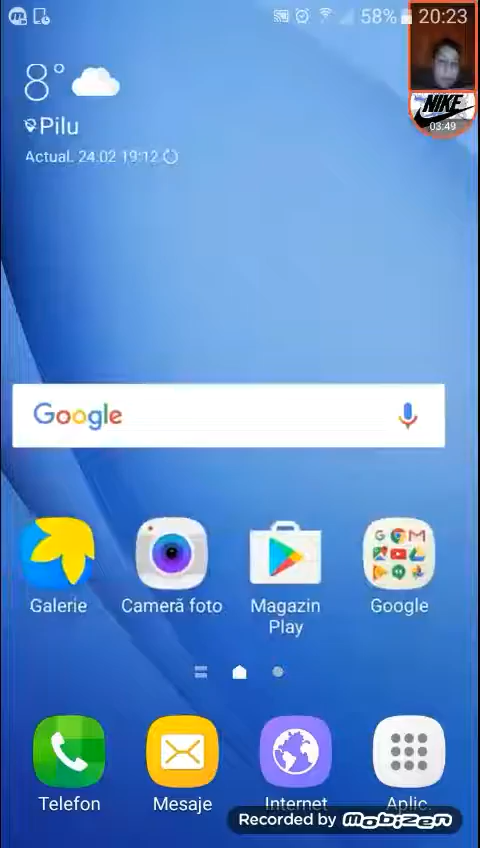 58% 20:23
8°
Pilu
Actual. 24.02 19:12
NIKE
03:49
Google
Galerie
Cameră foto
Magazin
Play
Google
Telefon
Mesaje
Internet
Aplic.
Recorded by Mobizen